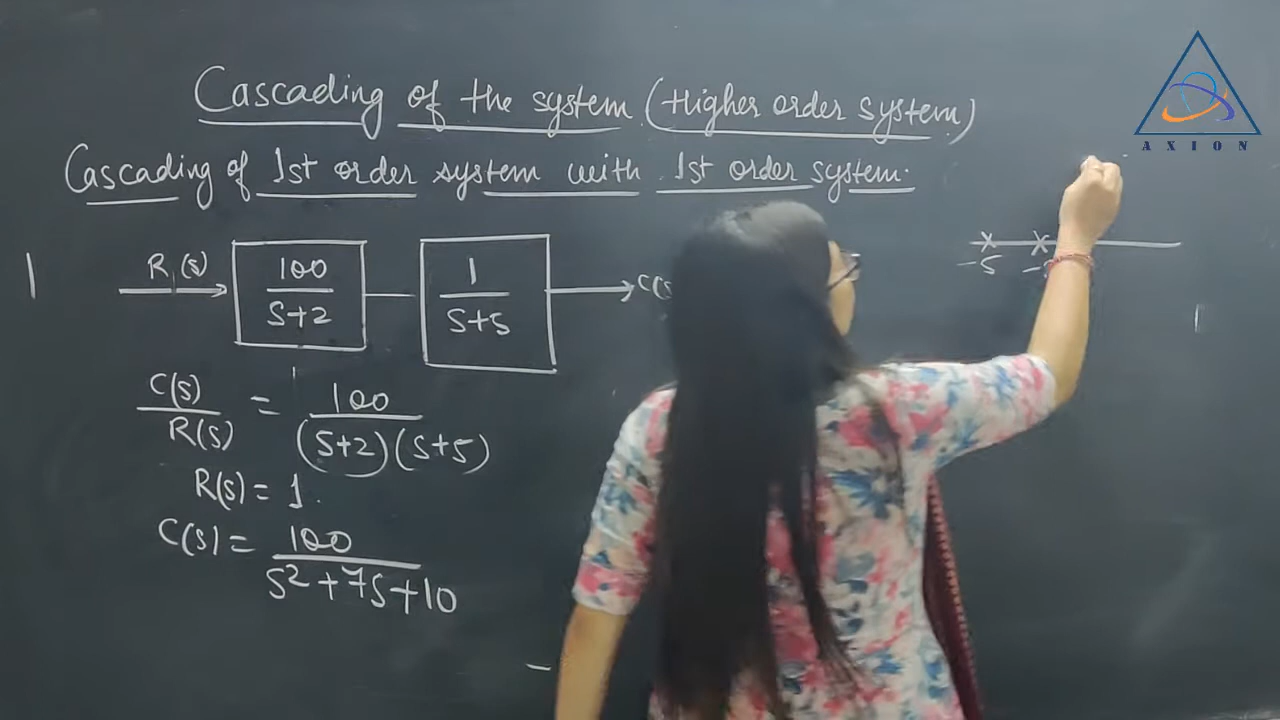 Cascading of the system (Higher order system)
Cascading of 1st order system with 1st order system.
R(s)
100
S+2
1
S+5
C(s
C(s)
R(s)
=
100
(S+2)(S+5)
R(s) = 1.
C(s) =
100
s²+7s+10
-5
AXION